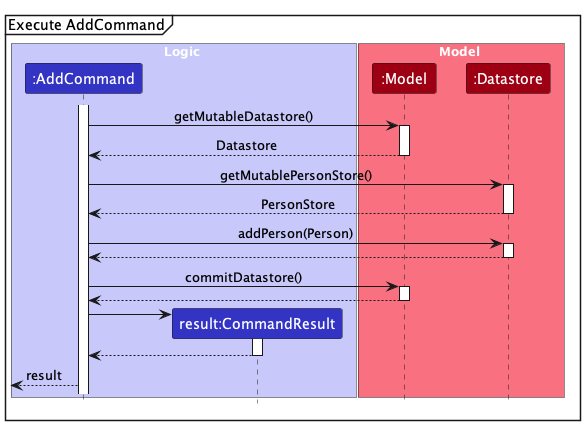 Execute AddCommand
Logic
Model
:AddCommand
:Model
:Datastore
getMutableDatastore()
Datastore
getMutablePersonStore()
PersonStore
addPerson(Person)
commitDatastore()
result:CommandResult
result